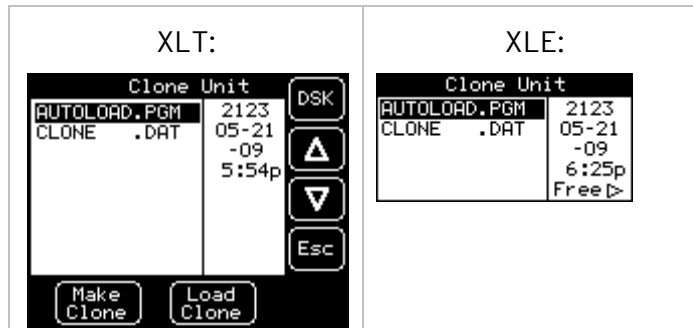 XLT:
Clone Unit
DSK
AUTOLOAD.PGM 2123
CLONE .DAT 05-21
-09
5:54p
Esc
Make Clone
Load Clone
XLE:
Clone Unit
AUTOLOAD.PGM 2123
CLONE .DAT 05-21
-09
6:25p
Free